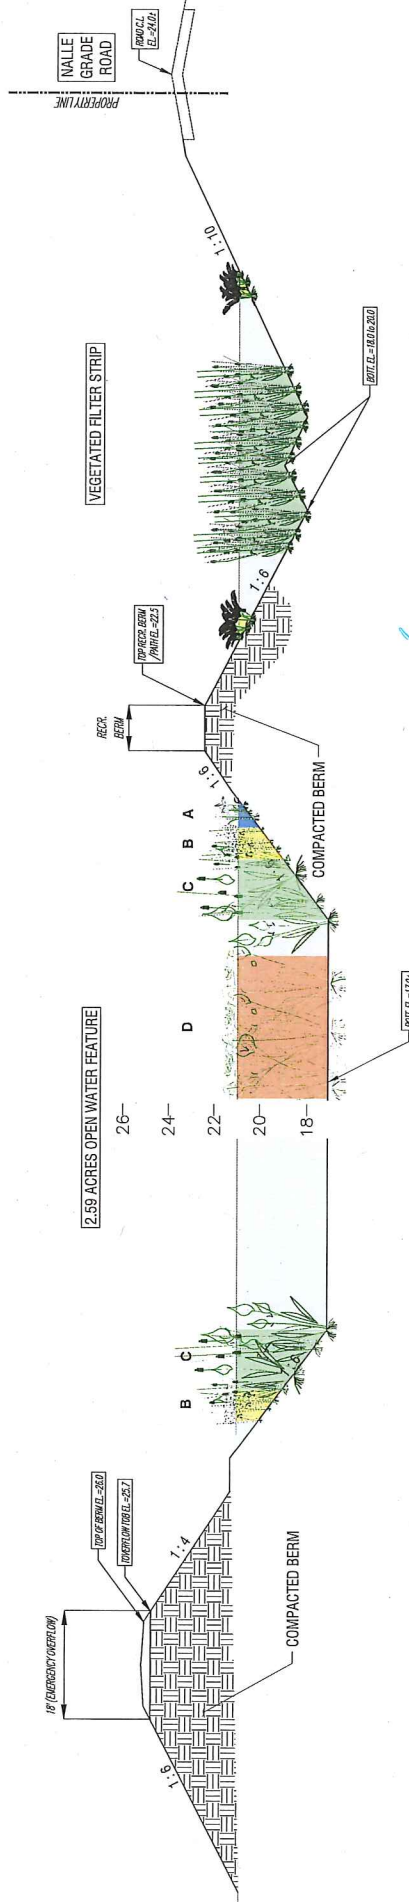 18' (EMERGENCY OVERFLOW)
TOP OF BERM EL.=26.0
TOVERFLOW TOB EL.=25.7
1:6
1:4
COMPACTED BERM
2.59 ACRES OPEN WATER FEATURE
B
C
26
24
22
20
18
D
C
B
A
1:6
COMPACTED BERM
RECR.
BERM
TOP RECR. BERM
/PATH EL.=22.5
1:6
VEGETATED FILTER STRIP
BOTT. EL.=18.0 to 20.0
1:10
PROPERTY LINE
NALLE
GRADE
ROAD
ROAD C.L.
EL.=24.0±